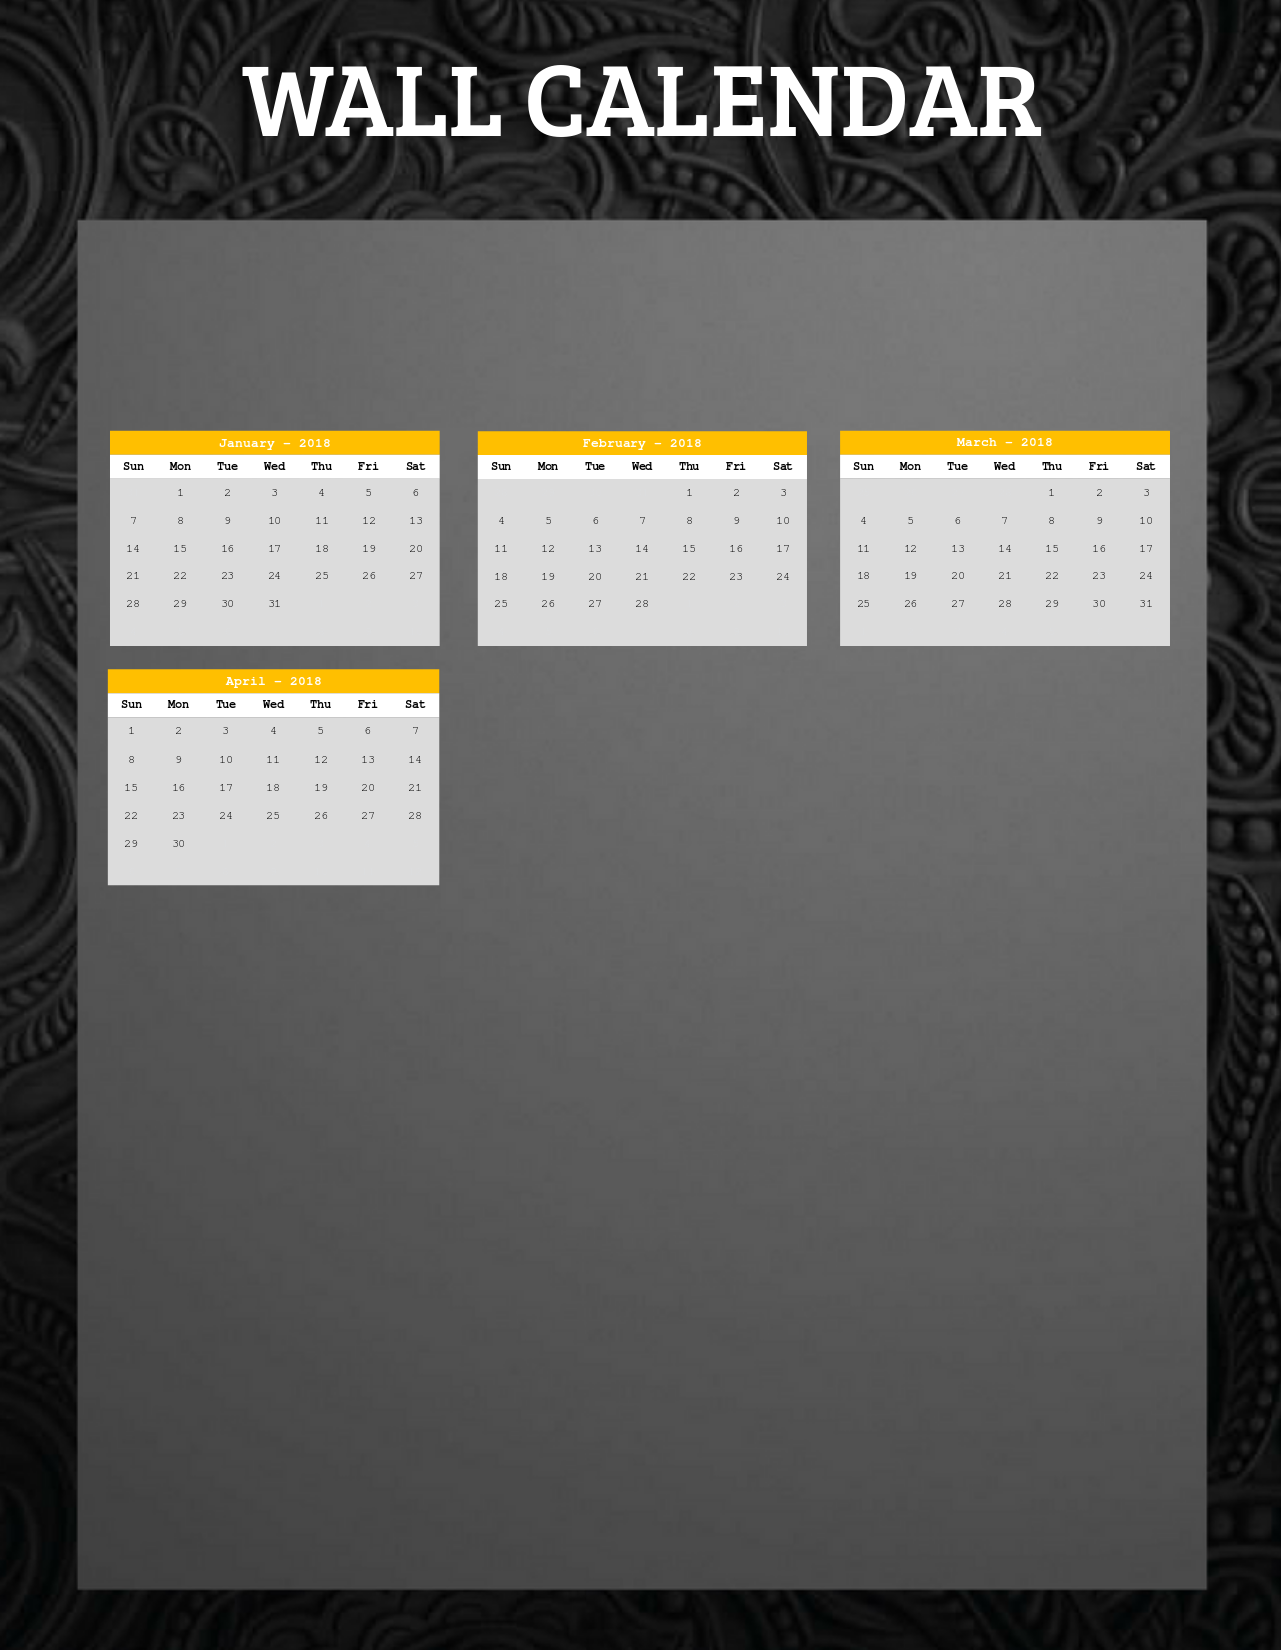 WALL CALENDAR
January - 2018
Sun Mon Tue Wed Thu Fri Sat
1 2 3 4 5 6
7 8 9 10 11 12 13
14 15 16 17 18 19 20
21 22 23 24 25 26 27
28 29 30 31
February - 2018
Sun Mon Tue Wed Thu Fri Sat
1 2 3
4 5 6 7 8 9 10
11 12 13 14 15 16 17
18 19 20 21 22 23 24
25 26 27 28
March - 2018
Sun Mon Tue Wed Thu Fri Sat
1 2 3
4 5 6 7 8 9 10
11 12 13 14 15 16 17
18 19 20 21 22 23 24
25 26 27 28 29 30 31
April - 2018
Sun Mon Tue Wed Thu Fri Sat
1 2 3 4 5 6 7
8 9 10 11 12 13 14
15 16 17 18 19 20 21
22 23 24 25 26 27 28
29 30